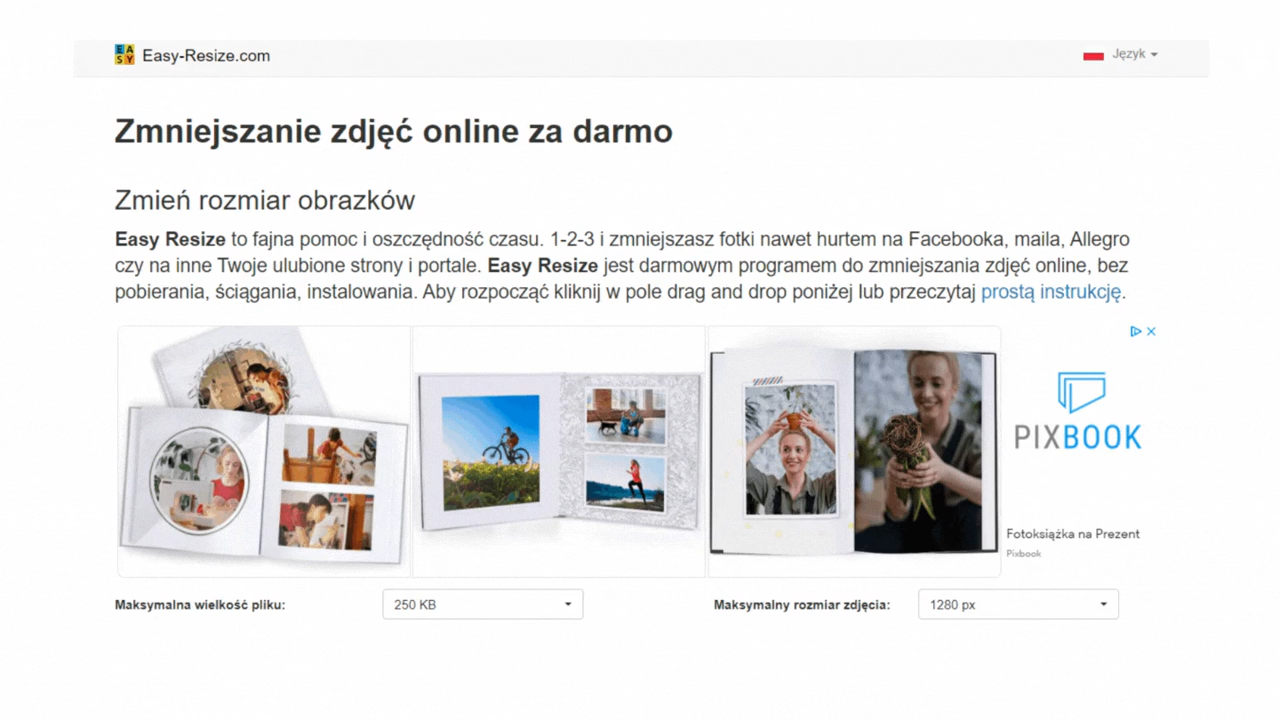 EASY Easy-Resize.com
Język
Zmniejszanie zdjęć online za darmo
Zmień rozmiar obrazków
Easy Resize to fajna pomoc i oszczędność czasu. 1-2-3 i zmniejszasz fotki nawet hurtem na Facebooka, maila, Allegro
czy na inne Twoje ulubione strony i portale. Easy Resize jest darmowym programem do zmniejszania zdjęć online, bez
pobierania, ściągania, instalowania. Aby rozpocząć kliknij w pole drag and drop poniżej lub przeczytaj prostą instrukcję.
PIXBOOK
Fotoksiążka na Prezent
Pixbook
Maksymalna wielkość pliku: 250 KB
Maksymalny rozmiar zdjęcia: 1280 px